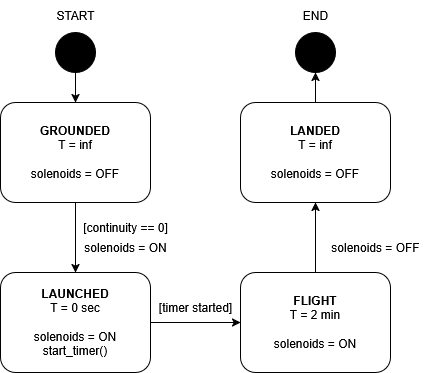 START
END
GROUNDED
T = inf
solenoids = OFF
LANDED
T = inf
solenoids = OFF
[continuity == 0]
solenoids = ON
solenoids = OFF
LAUNCHED
T = 0 sec
solenoids = ON
start_timer()
[timer started]
FLIGHT
T = 2 min
solenoids = ON